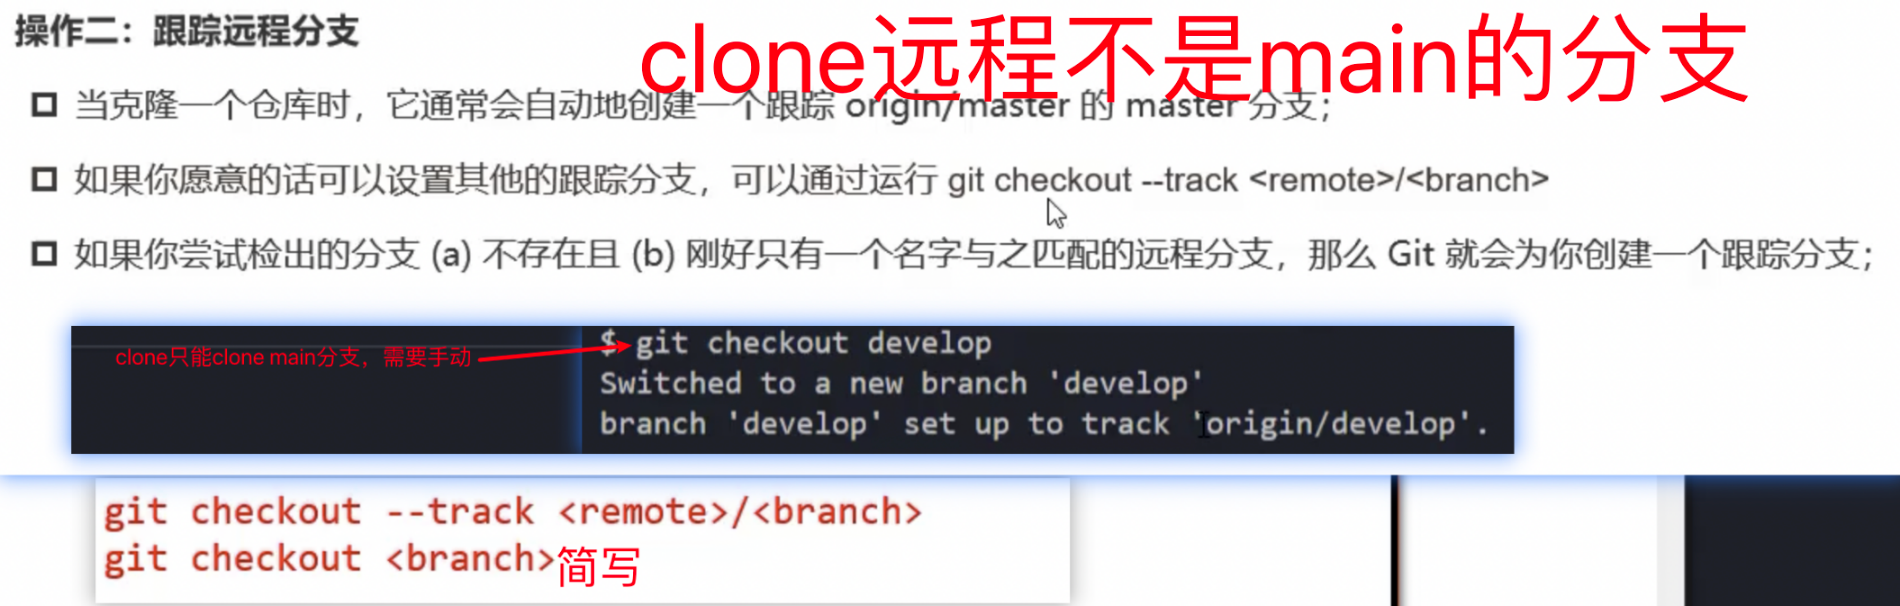 操作二：跟踪远程分支
clone远程不是main的分支
当克隆一个仓库时，它通常会自动地创建一个跟踪 origin/master 的 master 分支；
如果你愿意的话可以设置其他的跟踪分支，可以通过运行 git checkout --track <remote>/<branch>
如果你尝试检出的分支 (a) 不存在且 (b) 刚好只有一个名字与之匹配的远程分支，那么 Git 就会为你创建一个跟踪分支；
clone只能clone main分支，需要手动
$ git checkout develop
Switched to a new branch 'develop'
branch 'develop' set up to track 'origin/develop'.
git checkout --track <remote>/<branch>
git checkout <branch>简写